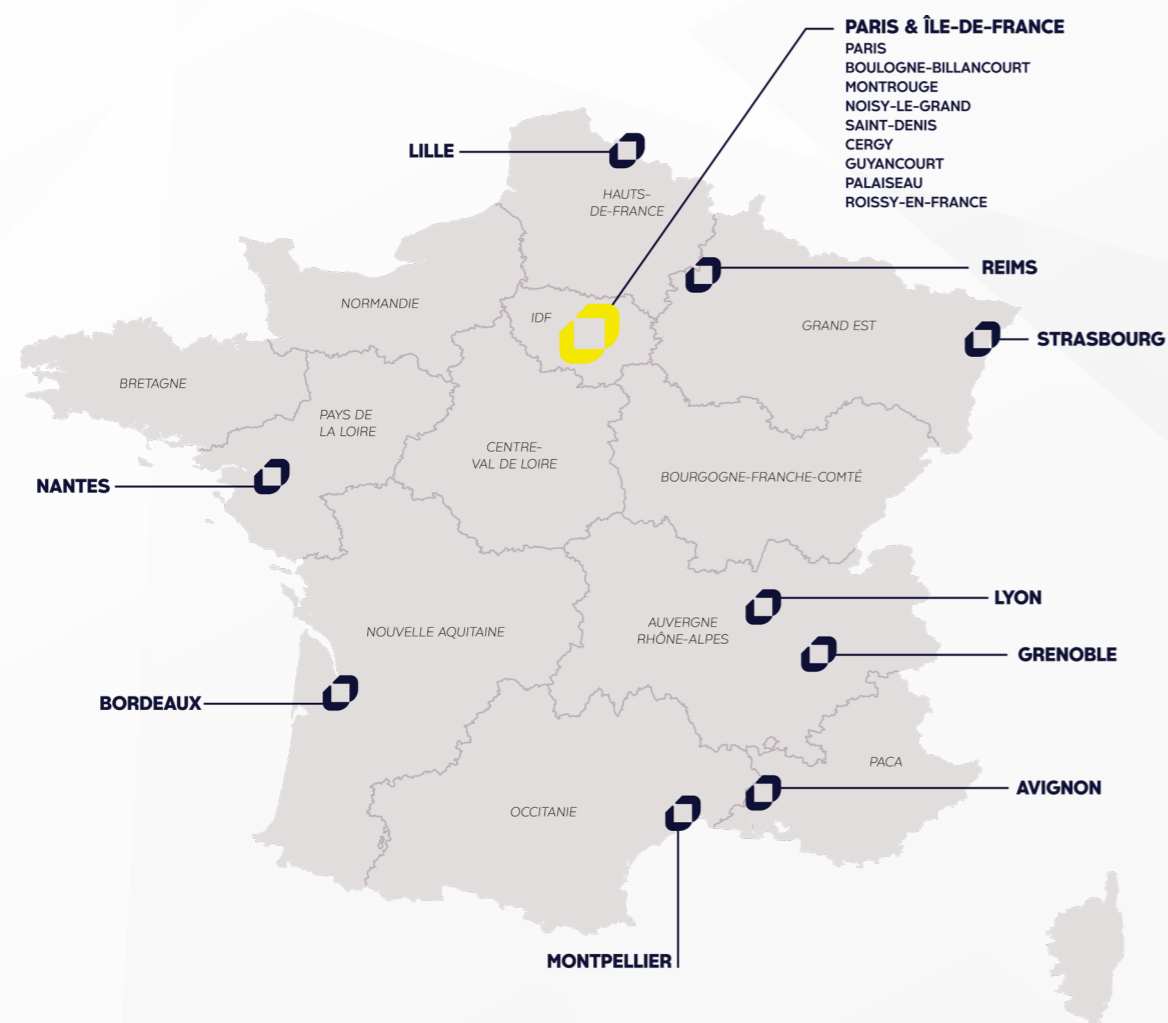 PARIS & ÎLE-DE-FRANCE
PARIS
BOULOGNE-BILLANCOURT
MONTROUGE
NOISY-LE-GRAND
SAINT-DENIS
CERGY
GUYANCOURT
PALAISEAU
ROISSY-EN-FRANCE
LILLE
HAUTS-
DE-FRANCE
REIMS
NORMANDIE
IDF
GRAND EST
STRASBOURG
BRETAGNE
PAYS DE
LA LOIRE
CENTRE-
VAL DE LOIRE
BOURGOGNE-FRANCHE-COMTÉ
NANTES
LYON
AUVERGNE
RHÔNE-ALPES
NOUVELLE AQUITAINE
GRENOBLE
BORDEAUX
PACA
AVIGNON
OCCITANIE
MONTPELLIER